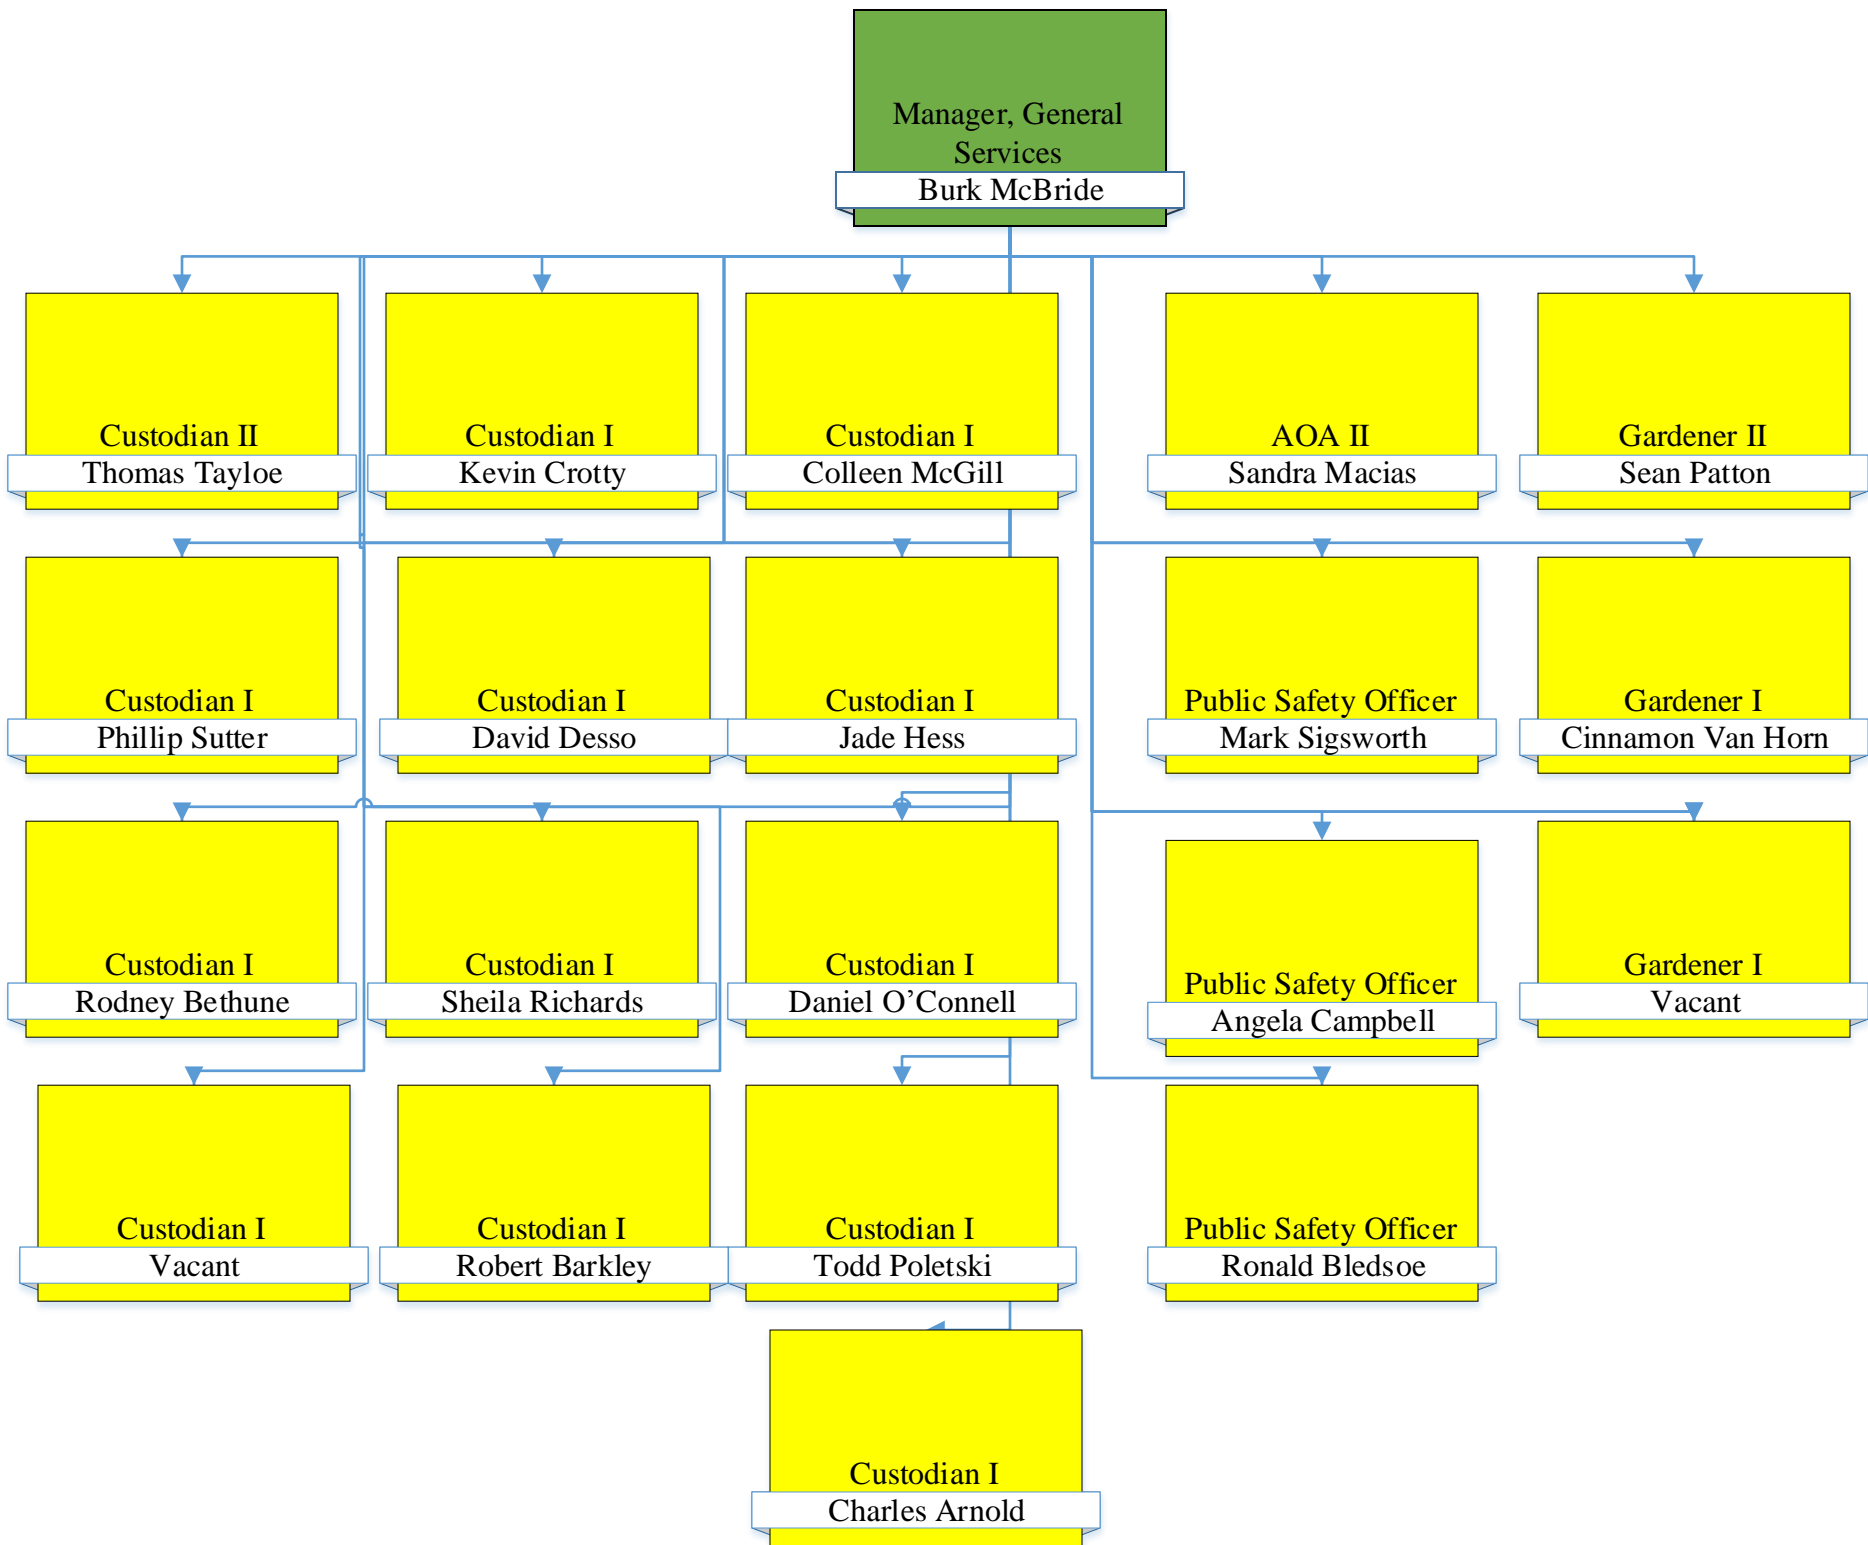 Manager, General
Services
Burk McBride
Custodian II
Thomas Tayloe
Custodian I
Kevin Crotty
Custodian I
Colleen McGill
AOA II
Sandra Macias
Gardener II
Sean Patton
Custodian I
Phillip Sutter
Custodian I
David Desso
Custodian I
Jade Hess
Public Safety Officer
Mark Sigsworth
Gardener I
Cinnamon Van Horn
Custodian I
Rodney Bethune
Custodian I
Sheila Richards
Custodian I
Daniel O’Connell
Public Safety Officer
Angela Campbell
Gardener I
Vacant
Custodian I
Vacant
Custodian I
Robert Barkley
Custodian I
Todd Poletski
Public Safety Officer
Ronald Bledsoe
Custodian I
Charles Arnold